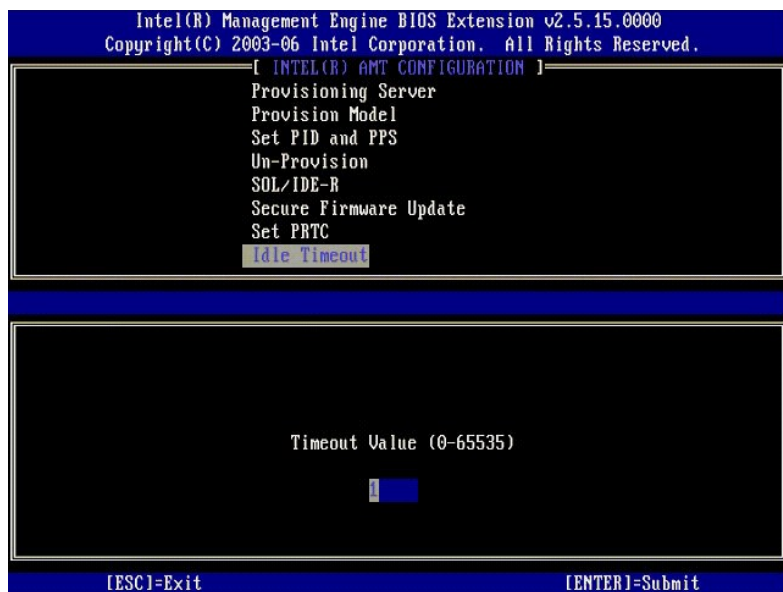 Intel(R) Management Engine BIOS Extension v2.5.15.0000
Copyright(C) 2003-06 Intel Corporation. All Rights Reserved.
[ INTEL(R) AMT CONFIGURATION ]
Provisioning Server
Provision Model
Set PID and PPS
Un-Provision
SOL/IDE-R
Secure Firmware Update
Set PRTC
Idle Timeout
Timeout Value (0-65535)
1
[ESC]=Exit [ENTER]=Submit